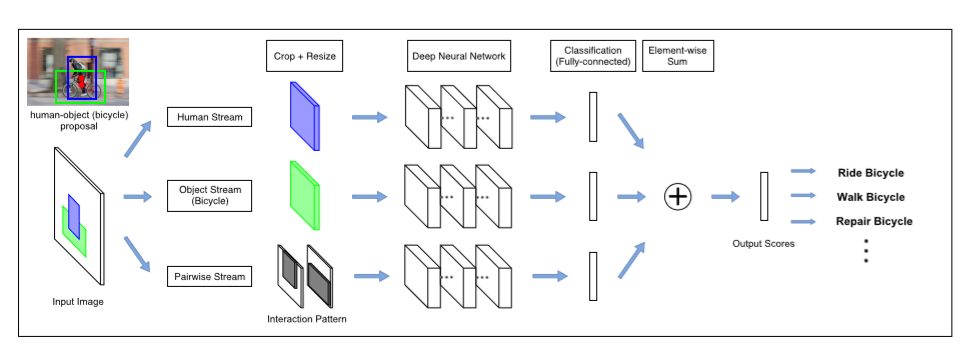 Crop + Resize
Deep Neural Network
Classification
(Fully-connected)
Element-wise
Sum
human-object (bicycle)
proposal
Human Stream
Object Stream
(Bicycle)
Pairwise Stream
Input Image
Interaction Pattern
Output Scores
Ride Bicycle
Walk Bicycle
Repair Bicycle